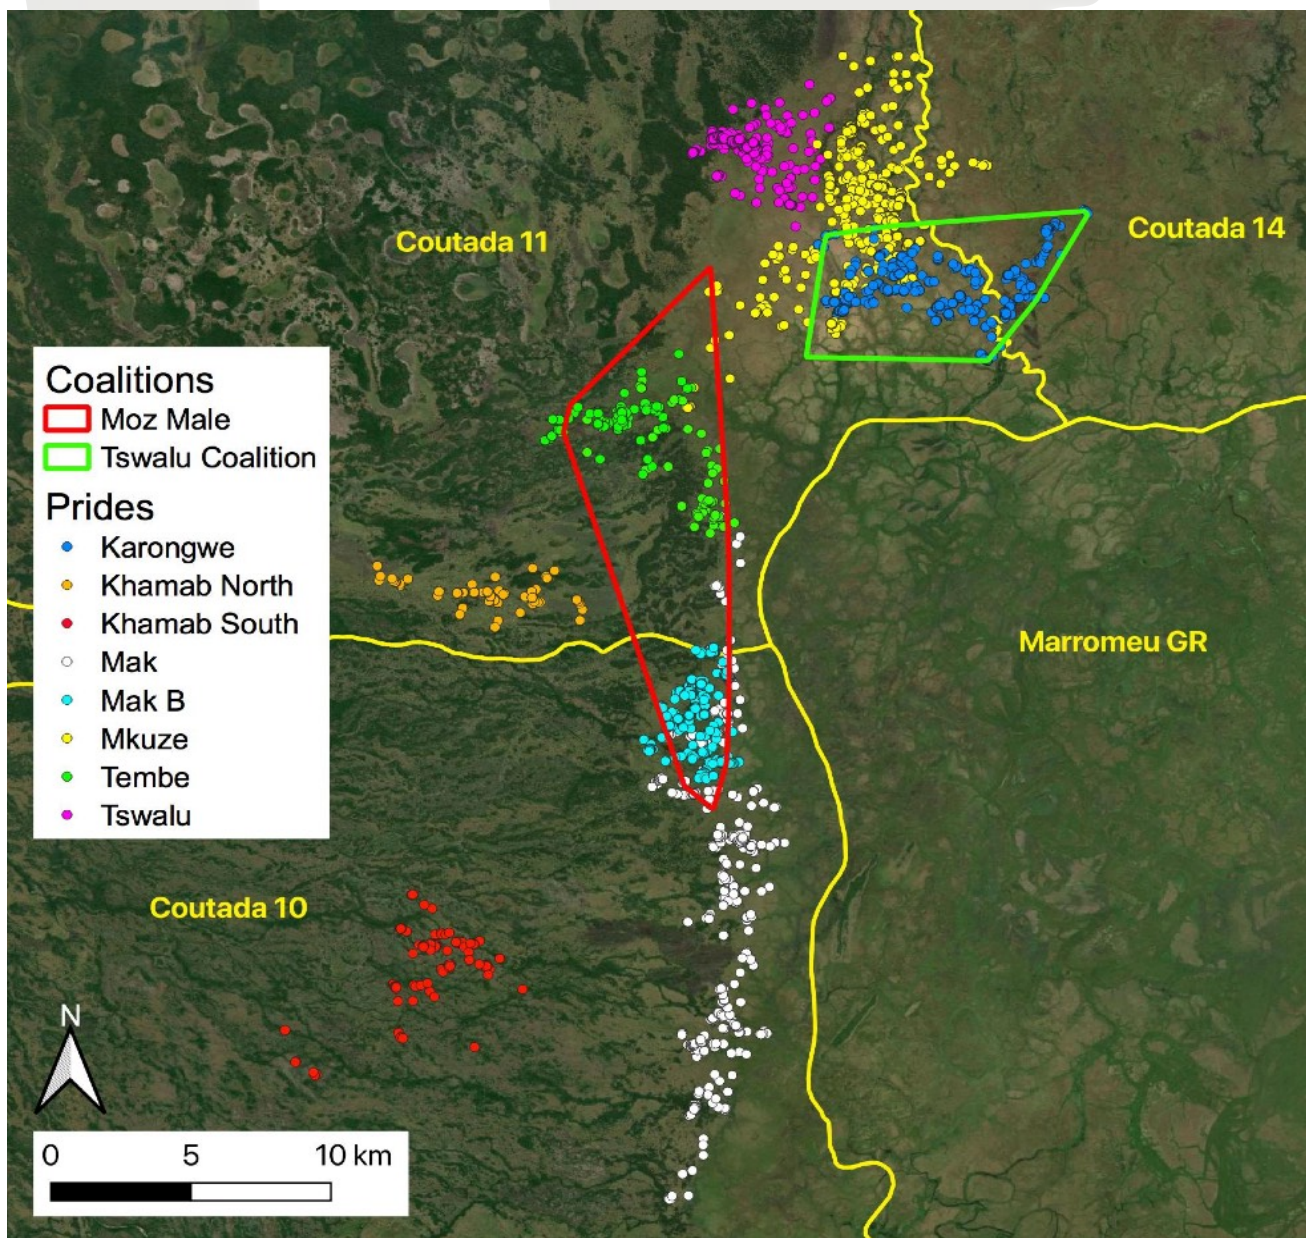 Coutada 11
Coutada 14
Coalitions
Moz Male
Tswalu Coalition
Prides
Karongwe
Khamab North
Khamab South
Mak
Mak B
Mkuze
Tembe
Tswalu
Marromeu GR
Coutada 10
N
0 5 10 km